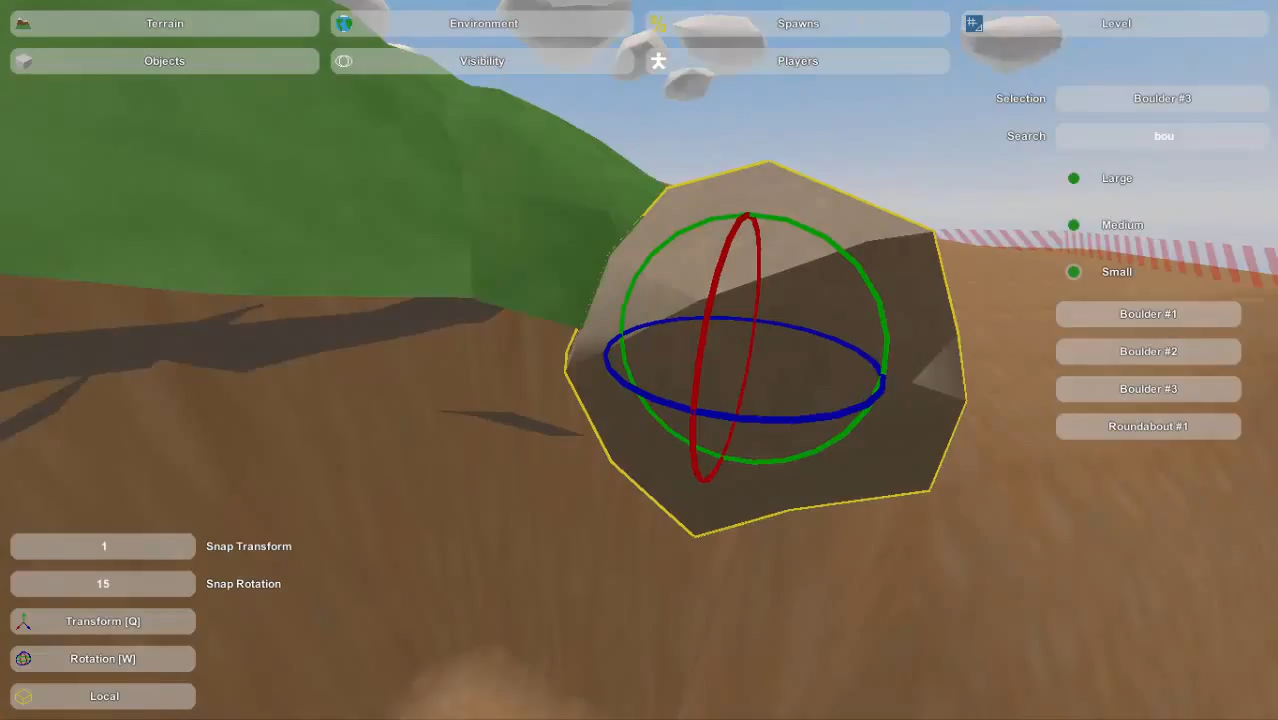 Terrain
Environment
Spawns
Level
Objects
Visibility
Players
Selection
Boulder #3
Search
bou
Large
Medium
Small
Boulder #1
Boulder #2
Boulder #3
Roundabout #1
1
Snap Transform
15
Snap Rotation
Transform [Q]
Rotation [W]
Local